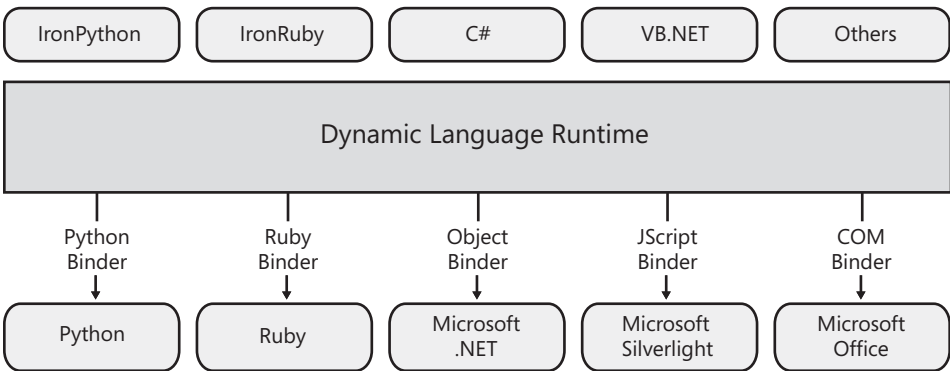 IronPython
IronRuby
C#
VB.NET
Others
Dynamic Language Runtime
Python
Binder
Ruby
Binder
Object
Binder
JScript
Binder
COM
Binder
Python
Ruby
Microsoft
.NET
Microsoft
Silverlight
Microsoft
Office